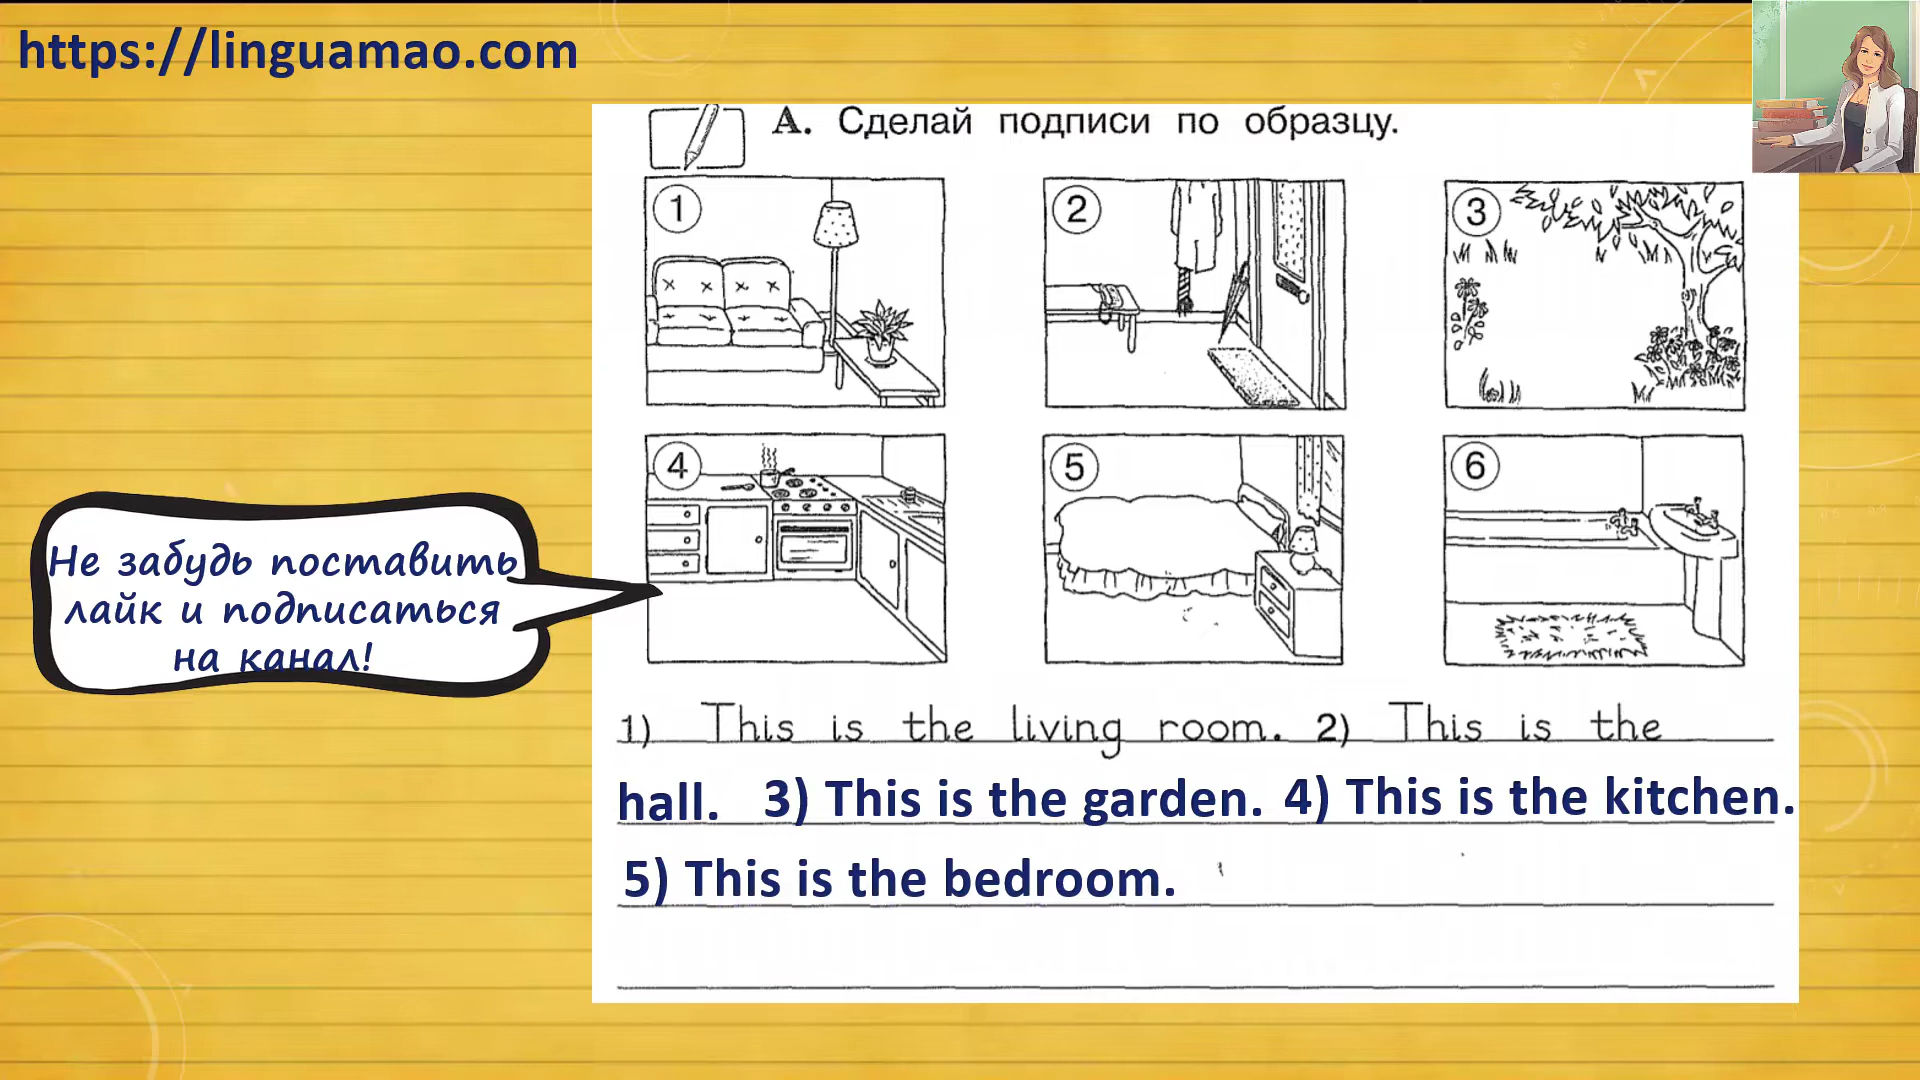 https://linguamao.com
А. Сделай подписи по образцу.
1
2
3
4
5
6
Не забудь поставить
лайк и подписаться
на канал!
1) This is the living room. 2) This is the
hall. 3) This is the garden. 4) This is the kitchen.
5) This is the bedroom.